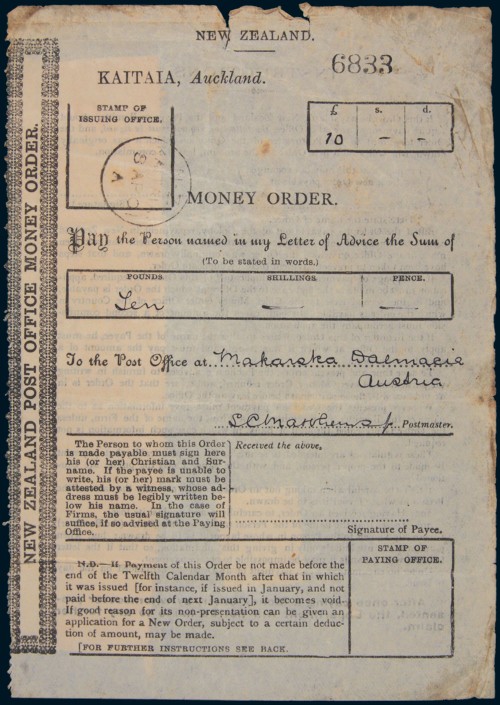 NEW ZEALAND.
6833
KAITAIA, Auckland.
STAMP OF
ISSUING OFFICE.
£ s. d.
10 – –
MONEY ORDER.
Pay the Person named in my Letter of Advice the Sum of
(To be stated in words.)
POUNDS. SHILLINGS. PENCE.
Ten — —
To the Post Office at Makarska Dalmacia
Austria
Postmaster.
The Person to whom this Order
is made payable must sign here
his (or her) Christian and Sur-
name. If the payee is unable to
write, his (or her) mark must be
attested by a witness, whose ad-
dress must be legibly written be-
low his name. In the case of
Firms, the usual signature will
suffice, if so advised at the Paying
Office.
Received the above,
Signature of Payee.
N.B.—If Payment of this Order be not made before the
end of the Twelfth Calendar Month after that in which
it was issued [for instance, if issued in January, and not
paid before the end of next January], it becomes void.
If good reason for its non-presentation can be given an
application for a New Order, subject to a certain deduc-
tion of amount, may be made.
[FOR FURTHER INSTRUCTIONS SEE BACK.
STAMP OF
PAYING OFFICE.
NEW ZEALAND POST OFFICE MONEY ORDER.